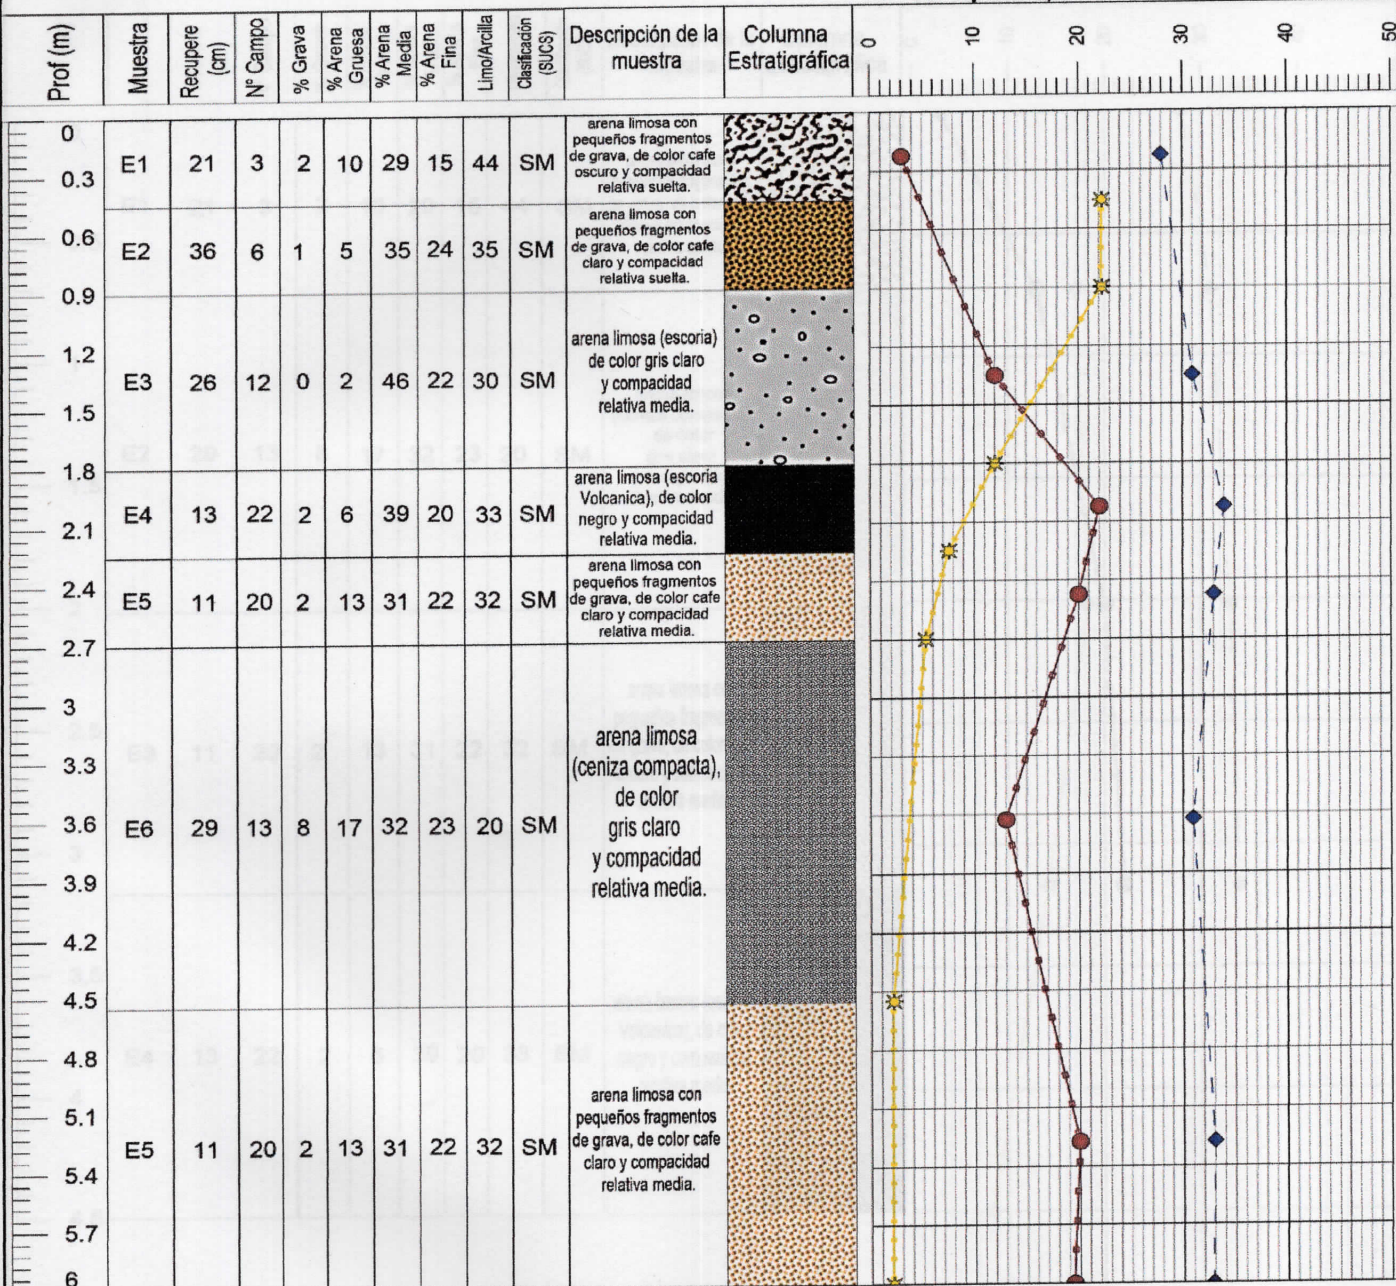 Prof (m) Muestra Recupere (cm) N° Campo % Grava % Arena Gruesa % Arena Media % Arena Fina Limo/Arcilla Clasificación (SUCS) Descripción de la muestra Columna Estratigráfica 0 10 20 30 40 50
0
0.3
0.6
0.9
1.2
1.5
1.8
2.1
2.4
2.7
3
3.3
3.6
3.9
4.2
4.5
4.8
5.1
5.4
5.7
6
E1 21 3 2 10 29 15 44 SM
arena limosa con
pequeños fragmentos
de grava, de color cafe
oscuro y compacidad
relativa suelta.
E2 36 6 1 5 35 24 35 SM
arena limosa con
pequeños fragmentos
de grava, de color cafe
claro y compacidad
relativa suelta.
E3 26 12 0 2 46 22 30 SM
arena limosa (escoria)
de color gris claro
y compacidad
relativa media.
E4 13 22 2 6 39 20 33 SM
arena limosa (escoria
Volcanica), de color
negro y compacidad
relativa media.
E5 11 20 2 13 31 22 32 SM
arena limosa con
pequeños fragmentos
de grava, de color cafe
claro y compacidad
relativa media.
E6 29 13 8 17 32 23 20 SM
arena limosa
(ceniza compacta),
de color
gris claro
y compacidad
relativa media.
E5 11 20 2 13 31 22 32 SM
arena limosa con
pequeños fragmentos
de grava, de color cafe
claro y compacidad
relativa media.